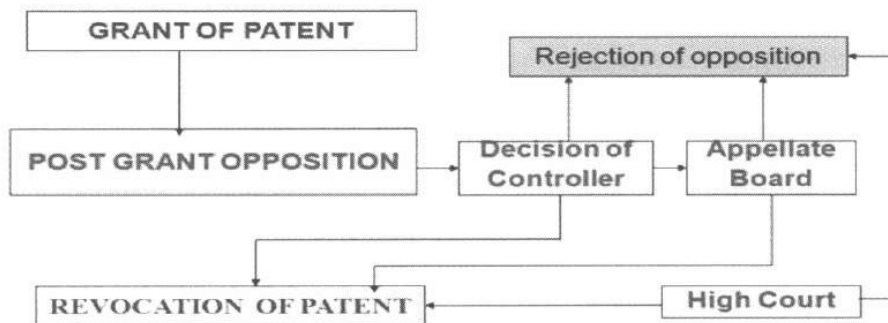 GRANT OF PATENT
Rejection of opposition
POST GRANT OPPOSITION
Decision of
Controller
Appellate
Board
REVOCATION OF PATENT
High Court